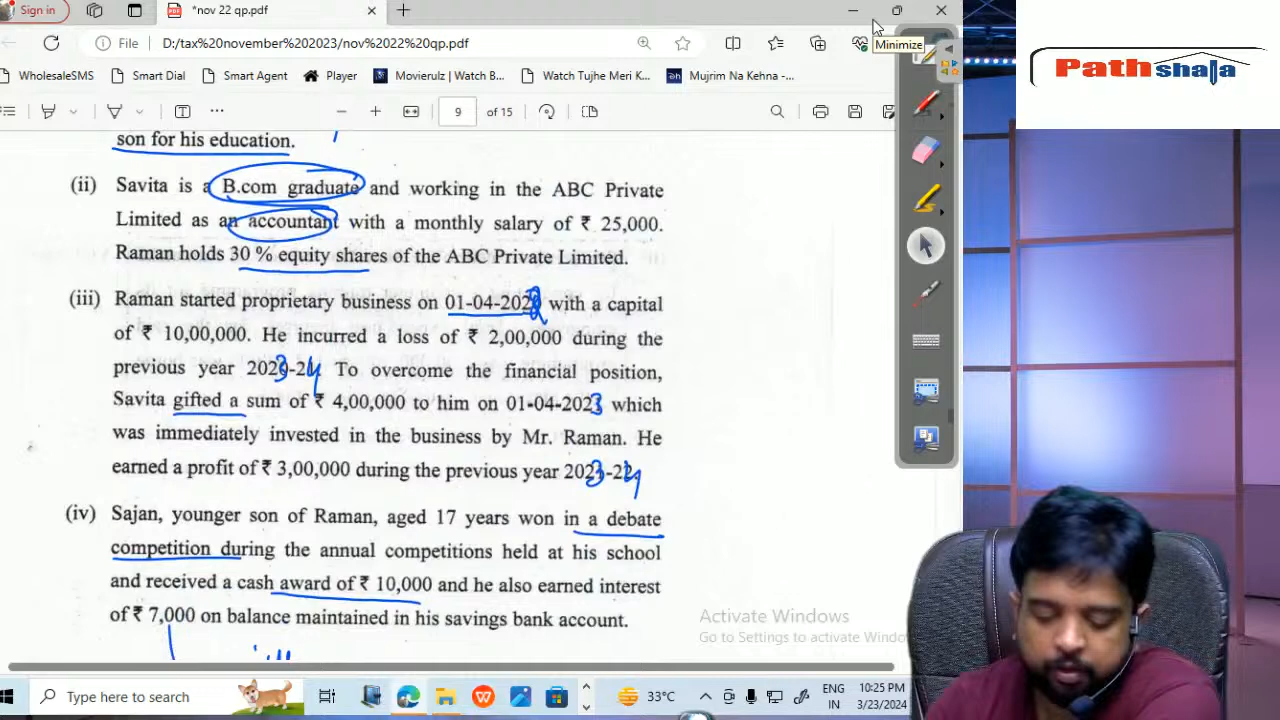 Sign in
*nov 22 qp.pdf
File
D:/tax%20november%202023/nov%2022%20qp.pdf
Minimize
WholesaleSMS
Smart Dial
Smart Agent
Player
Movierulz | Watch B...
Watch Tujhe Meri K...
Mujrim Na Kehna -...
9 of 15
Pathshala
son for his education.
(ii) Savita is a B.com graduate and working in the ABC Private
Limited as an accountant with a monthly salary of ₹ 25,000.
Raman holds 30 % equity shares of the ABC Private Limited.
(iii) Raman started proprietary business on 01-04-2022 with a capital
of ₹ 10,00,000. He incurred a loss of ₹ 2,00,000 during the
previous year 2023-24 To overcome the financial position,
Savita gifted a sum of ₹ 4,00,000 to him on 01-04-2023 which
was immediately invested in the business by Mr. Raman. He
earned a profit of ₹ 3,00,000 during the previous year 2023-24
(iv) Sajan, younger son of Raman, aged 17 years won in a debate
competition during the annual competitions held at his school
and received a cash award of ₹ 10,000 and he also earned interest
of ₹ 7,000 on balance maintained in his savings bank account.
Activate Windows
Go to Settings to activate Windo
Type here to search
33°C
ENG
IN
10:25 PM
3/23/2024